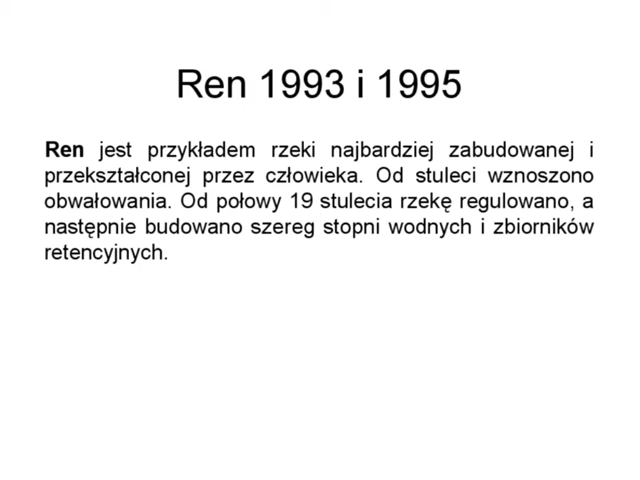 Ren 1993 i 1995
Ren jest przykładem rzeki najbardziej zabudowanej i
przekształconej przez człowieka. Od stuleci wznoszono
obwałowania. Od połowy 19 stulecia rzekę regulowano, a
następnie budowano szereg stopni wodnych i zbiorników
retencyjnych.